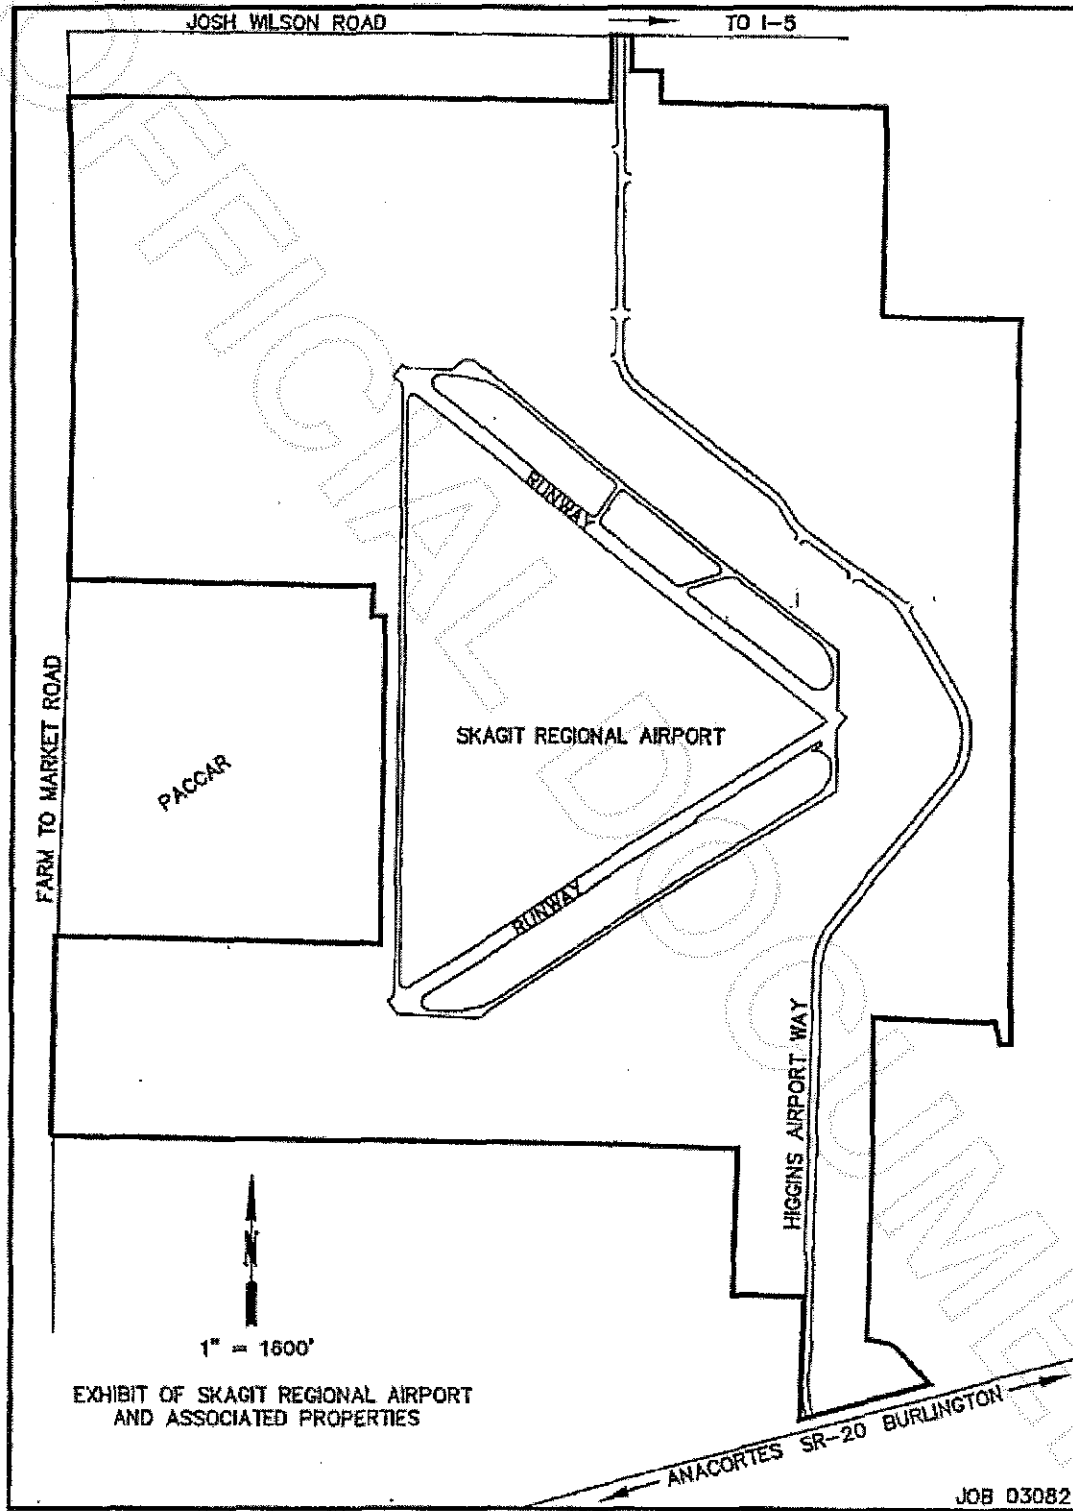 JOSH WILSON ROAD
TO I-5
RUNWAY
SKAGIT REGIONAL AIRPORT
FARM TO MARKET ROAD
PACCAR
RUNWAY
HIGGINS AIRPORT WAY
N
1" = 1600'
EXHIBIT OF SKAGIT REGIONAL AIRPORT
AND ASSOCIATED PROPERTIES
ANACORTES SR-20 BURLINGTON
JOB 03082
OFFICIAL DOCUME